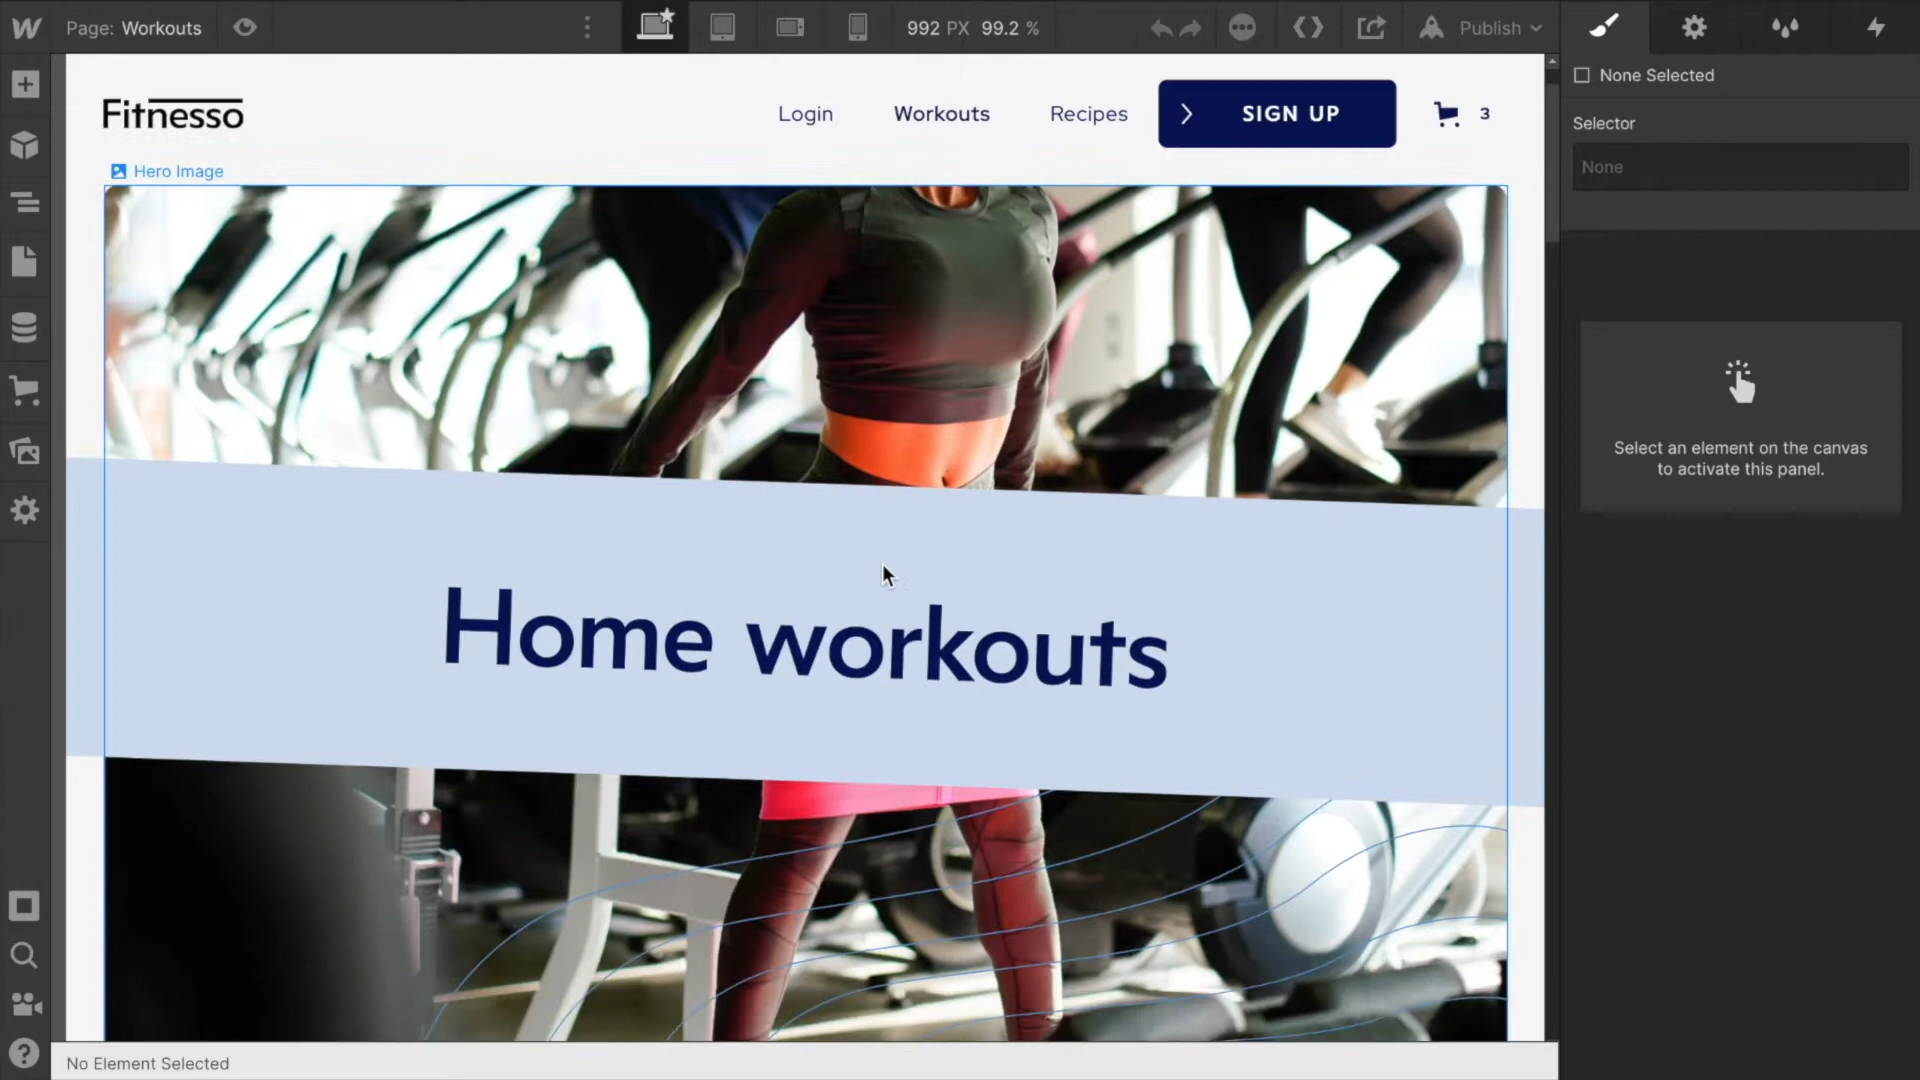 Page: Workouts
992 PX 99.2 %
Publish
None Selected
Selector
None
Select an element on the canvas
to activate this panel.
Fitnesso
Login
Workouts
Recipes
SIGN UP
3
Hero Image
Home workouts
No Element Selected